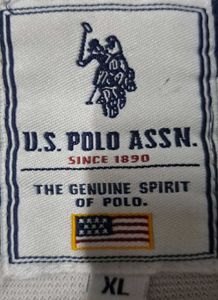 U.S. POLO ASSN.
SINCE 1890
THE GENUINE SPIRIT
OF POLO.
XL